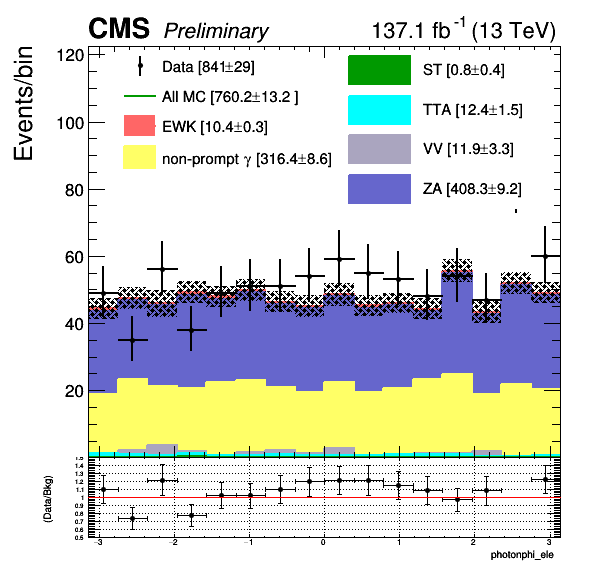 CMS Preliminary 137.1 fb⁻¹ (13 TeV)
Events/bin
120
100
80
60
40
20
Data [841±29]
All MC [760.2±13.2 ]
EWK [10.4±0.3]
non-prompt γ [316.4±8.6]
ST [0.8±0.4]
TTA [12.4±1.5]
VV [11.9±3.3]
ZA [408.3±9.2]
(Data/Bkg)
1.5
1.4
1.3
1.2
1.1
1
0.9
0.8
0.7
0.6
0.5
−3 −2 −1 0 1 2 3
photonphi_ele